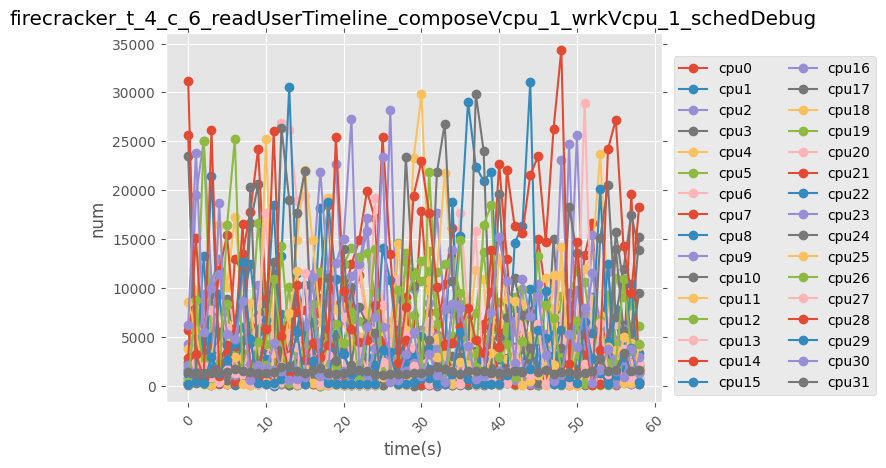 firecracker_t_4_c_6_readUserTimeline_composeVcpu_1_wrkVcpu_1_schedDebug
35000
30000
25000
20000
15000
10000
5000
0
num
0
10
20
30
40
50
60
time(s)
cpu0
cpu1
cpu2
cpu3
cpu4
cpu5
cpu6
cpu7
cpu8
cpu9
cpu10
cpu11
cpu12
cpu13
cpu14
cpu15
cpu16
cpu17
cpu18
cpu19
cpu20
cpu21
cpu22
cpu23
cpu24
cpu25
cpu26
cpu27
cpu28
cpu29
cpu30
cpu31